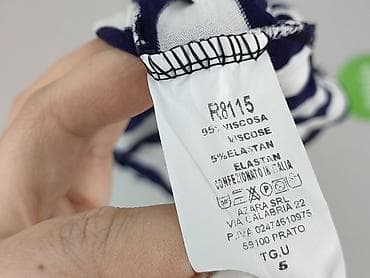 R8115
95% VISCOSA
VISCOSE
5% ELASTAN
ELASTAN
CONFEZIONATO IN ITALIA
AZARA SRL
VIA CALABRIA 22
P.IVA 02474610975
59100 PRATO
TG.U
5